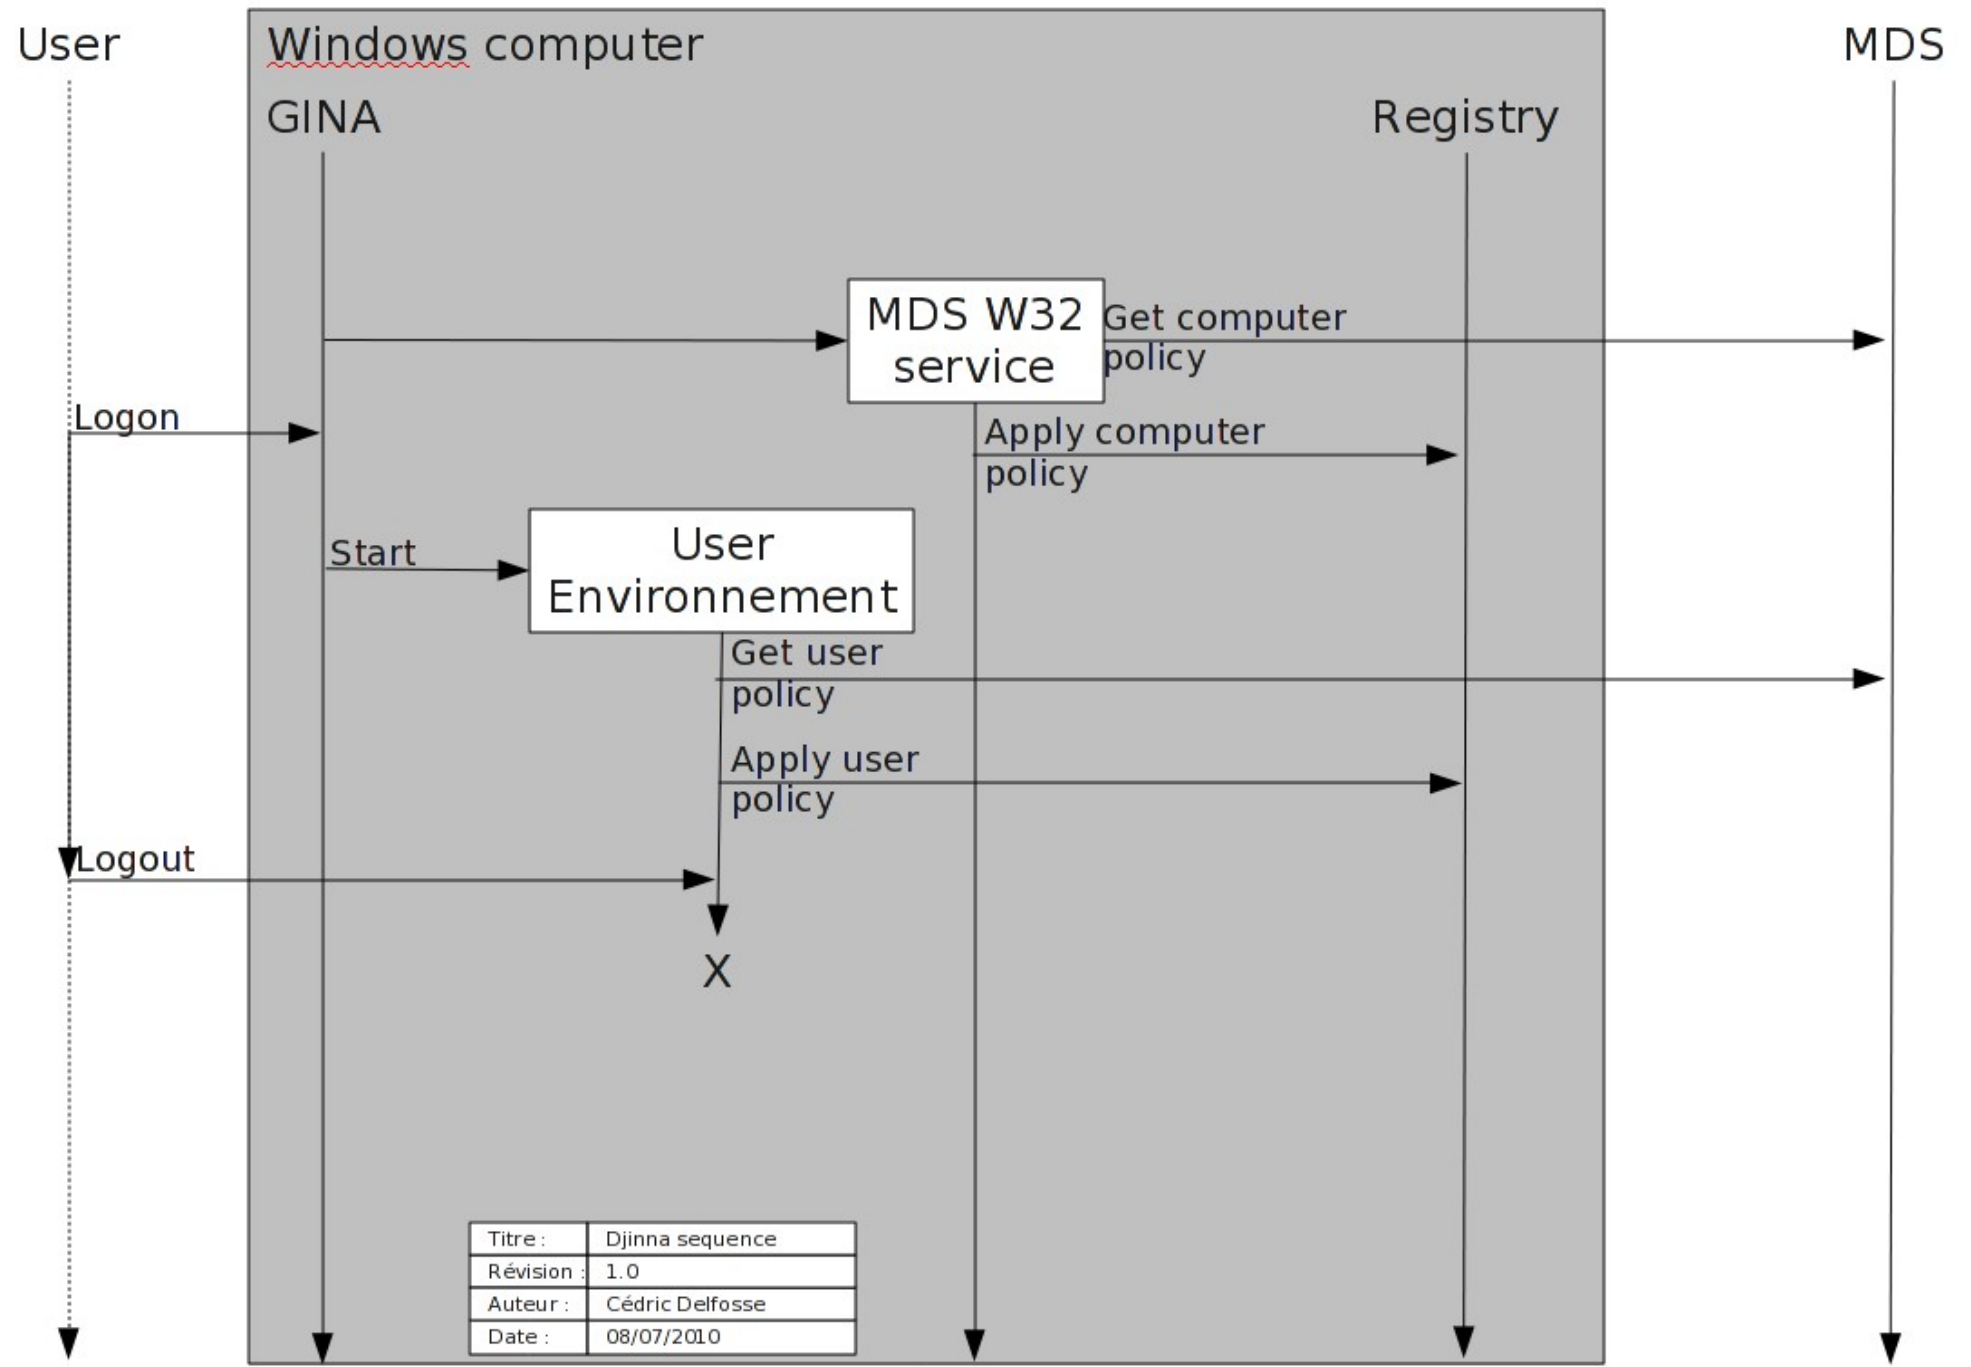 User
Windows computer
MDS
GINA
Registry
MDS W32
service
Get computer
policy
Logon
Apply computer
policy
Start
User
Environnement
Get user
policy
Apply user
policy
Logout
X
Titre : Djinna sequence
Révision : 1.0
Auteur : Cédric Delfosse
Date : 08/07/2010